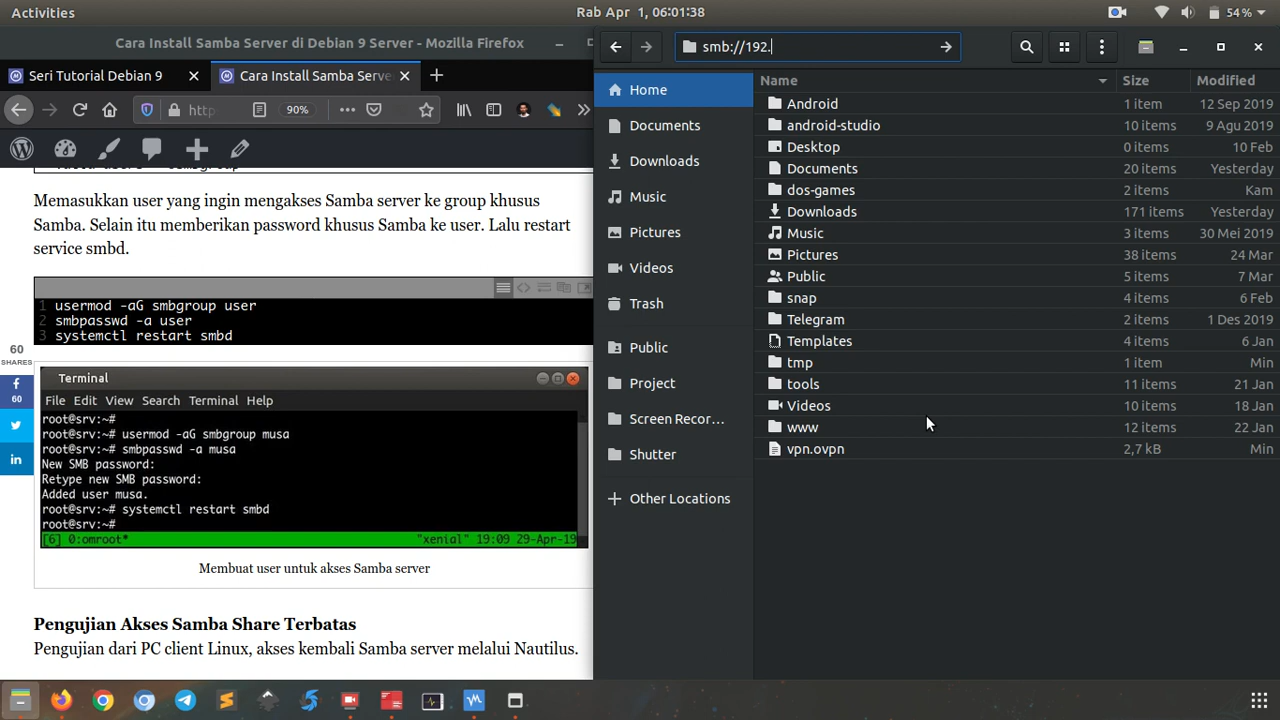 Activities
Rab Apr 1, 06:01:38
54 %
Cara Install Samba Server di Debian 9 Server - Mozilla Firefox
Seri Tutorial Debian 9
Cara Install Samba Serve
http
90%
Memasukkan user yang ingin mengakses Samba server ke group khusus
Samba. Selain itu memberikan password khusus Samba ke user. Lalu restart
service smbd.
1 usermod -aG smbgroup user
2 smbpasswd -a user
3 systemctl restart smbd
60
SHARES
60
Terminal
File Edit View Search Terminal Help
root@srv:~#
root@srv:~# usermod -aG smbgroup musa
root@srv:~# smbpasswd -a musa
New SMB password:
Retype new SMB password:
Added user musa.
root@srv:~# systemctl restart smbd
root@srv:~#
[6] 0:omroot* "xenial" 19:09 29-Apr-19
Membuat user untuk akses Samba server
Pengujian Akses Samba Share Terbatas
Pengujian dari PC client Linux, akses kembali Samba server melalui Nautilus.
smb://192.
Home
Documents
Downloads
Music
Pictures
Videos
Trash
Public
Project
Screen Recor...
Shutter
Other Locations
Name Size Modified
Android 1 item 12 Sep 2019
android-studio 10 items 9 Agu 2019
Desktop 0 items 10 Feb
Documents 20 items Yesterday
dos-games 2 items Kam
Downloads 171 items Yesterday
Music 3 items 30 Mei 2019
Pictures 38 items 24 Mar
Public 5 items 7 Mar
snap 4 items 6 Feb
Telegram 2 items 1 Des 2019
Templates 4 items 6 Jan
tmp 1 item Min
tools 11 items 21 Jan
Videos 10 items 18 Jan
www 12 items 22 Jan
vpn.ovpn 2,7 kB Min